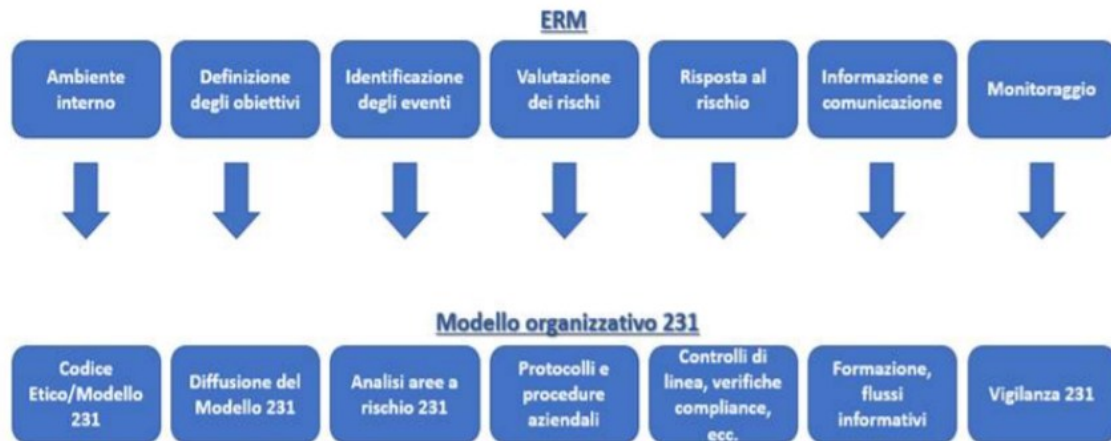 ERM
Ambiente
interno
Definizione
degli obiettivi
Identificazione
degli eventi
Valutazione
dei rischi
Risposta al
rischio
Informazione e
comunicazione
Monitoraggio
Modello organizzativo 231
Codice
Etico/Modello
231
Diffusione del
Modello 231
Analisi aree a
rischio 231
Protocolli e
procedure
aziendali
Controlli di
linea, verifiche
compliance,
ecc.
Formazione,
flussi
informativi
Vigilanza 231